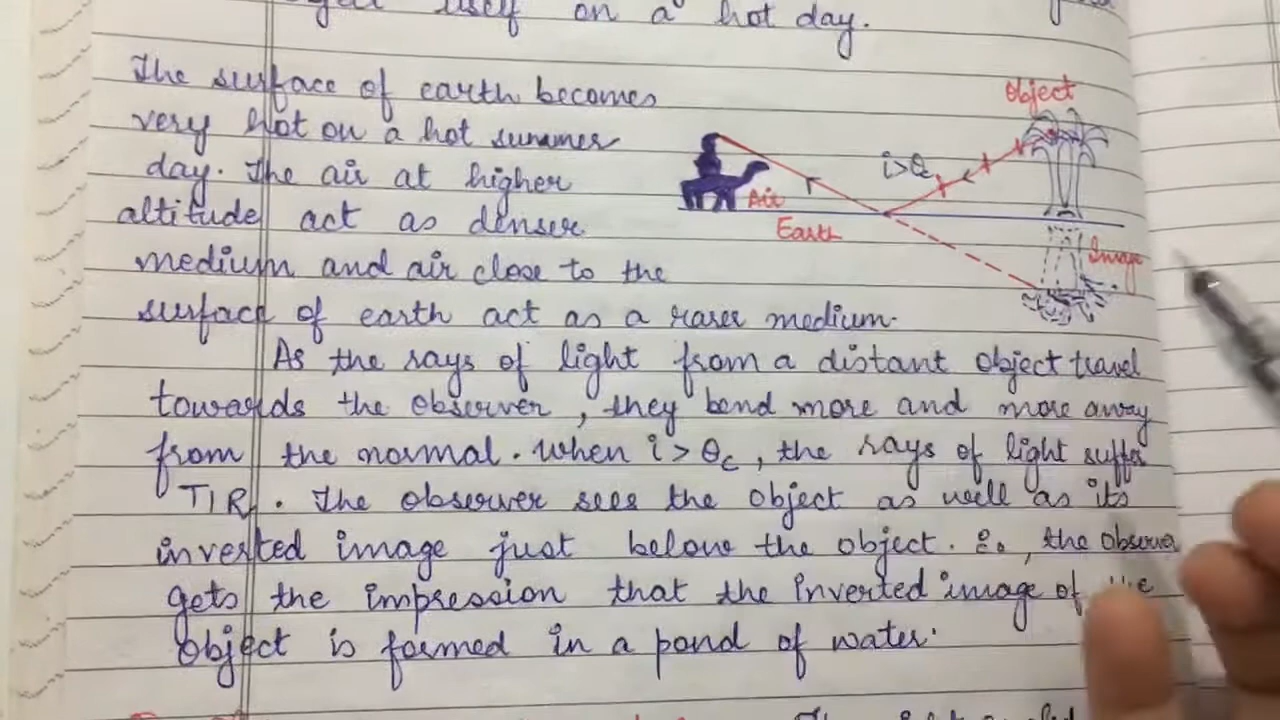 itself on a hot day.
The surface of earth becomes
very hot on a hot summer
day. The air at higher
altitude act as denser
medium and air close to the
surface of earth act as a rarer medium.
Object
i>θc
Air
Earth
Image
As the rays of light from a distant object travel
towards the observer, they bend more and more away
from the normal. when i > θc, the rays of light suffer
TIR. The observer sees the object as well as its
inverted image just below the object. i.e., the observer
gets the impression that the inverted image of the
object is formed in a pond of water.